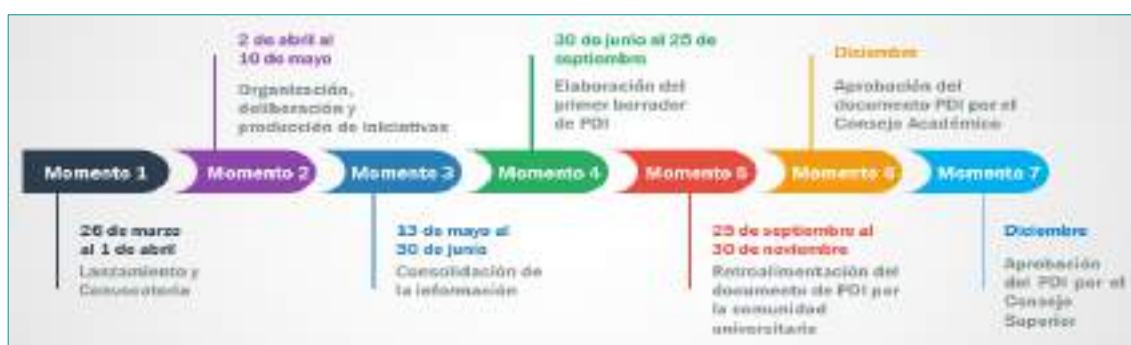 2 de abril al
10 de mayo
Organización,
deliberación y
producción de iniciativas
30 de junio al 25 de
septiembre
Elaboración del
primer borrador
de PDI
Diciembre
Aprobación del
documento PDI por el
Consejo Académico
Momento 1
Momento 2
Momento 3
Momento 4
Momento 5
Momento 6
Momento 7
26 de marzo
al 1 de abril
Lanzamiento y
Convocatoria
13 de mayo al
30 de junio
Consolidación de
la información
25 de septiembre al
30 de noviembre
Retroalimentación del
documento de PDI por
la comunidad
universitaria
Diciembre
Aprobación
del PDI por el
Consejo
Superior